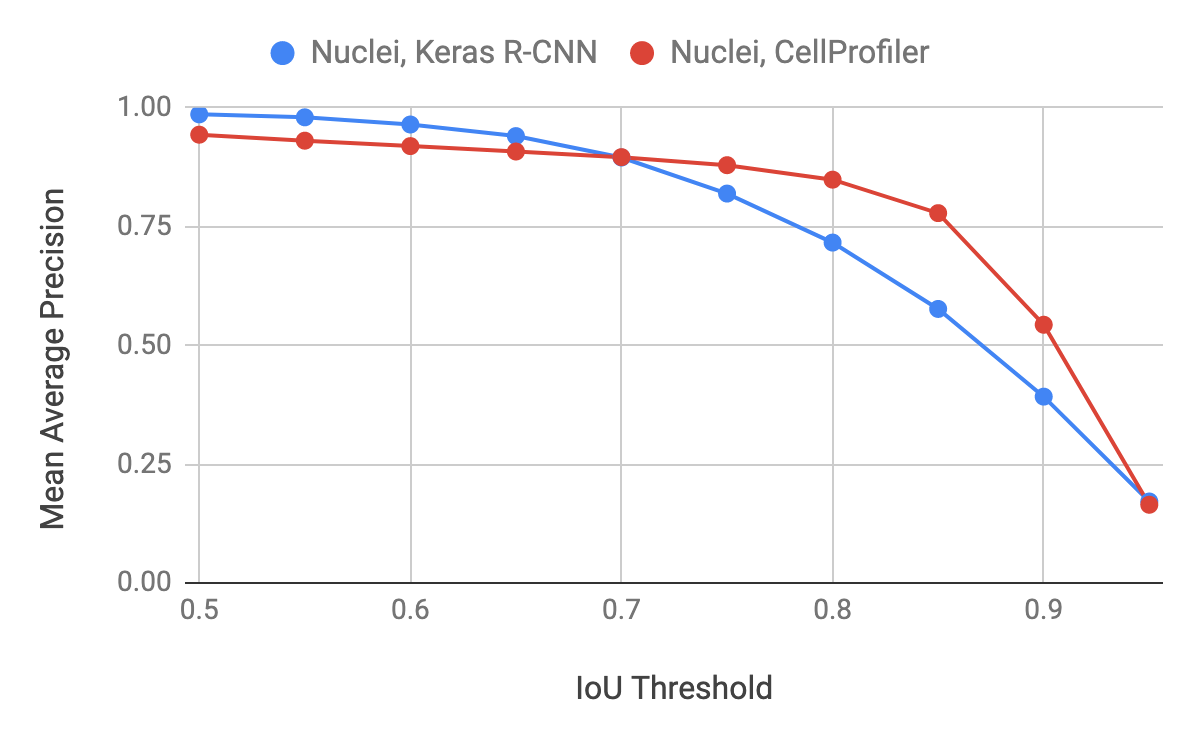 Nuclei, Keras R-CNN Nuclei, CellProfiler
1.00
0.75
0.50
0.25
0.00
Mean Average Precision
0.5 0.6 0.7 0.8 0.9
IoU Threshold